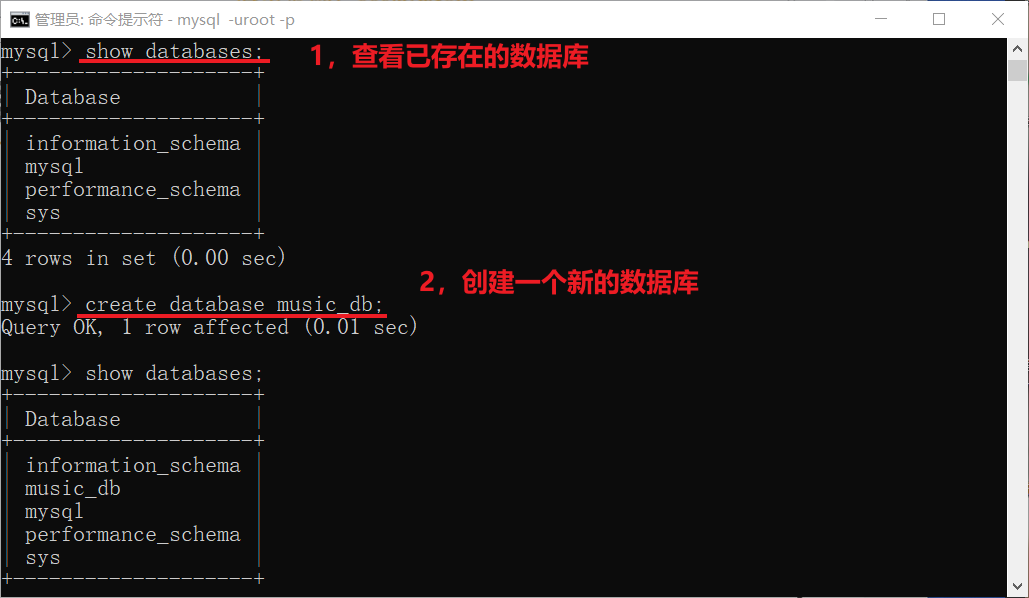 管理员: 命令提示符 - mysql  -uroot -p
mysql> show databases;
1，查看已存在的数据库
+--------------------+
| Database           |
+--------------------+
| information_schema |
| mysql              |
| performance_schema |
| sys                |
+--------------------+
4 rows in set (0.00 sec)
2，创建一个新的数据库
mysql> create database music_db;
Query OK, 1 row affected (0.01 sec)
mysql> show databases;
+--------------------+
| Database           |
+--------------------+
| information_schema |
| music_db           |
| mysql              |
| performance_schema |
| sys                |
+--------------------+